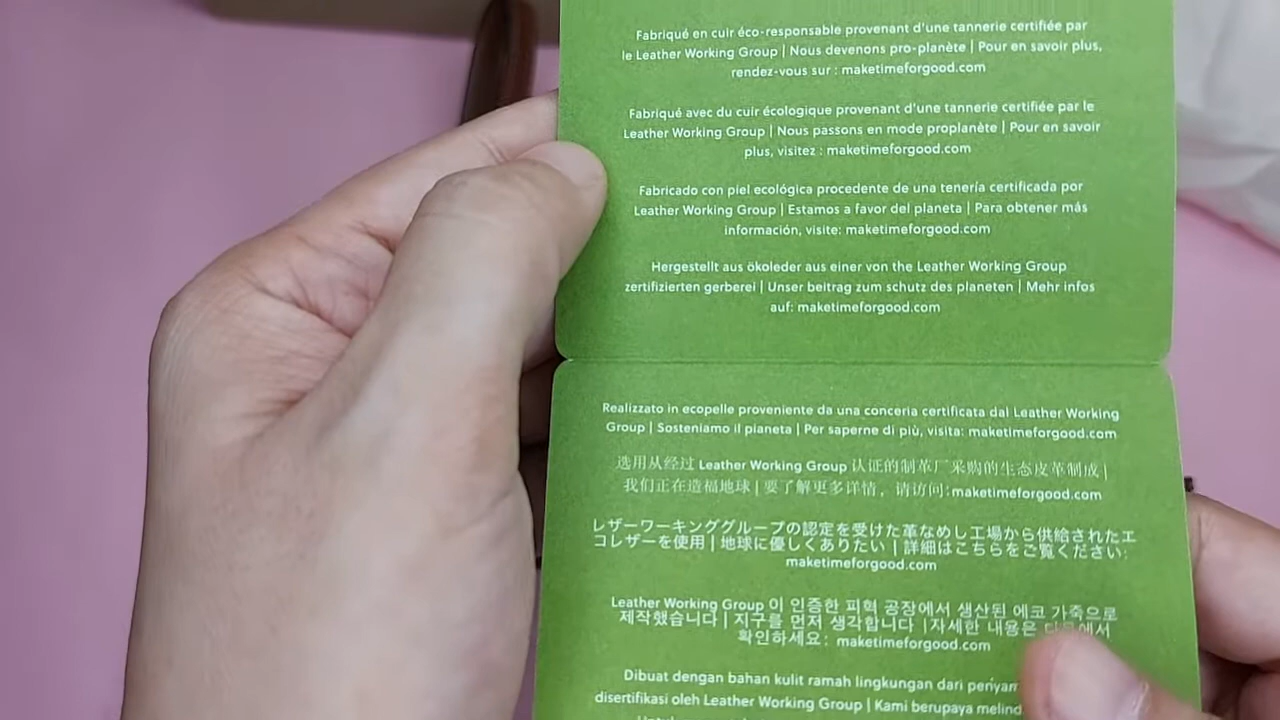 Fabriqué en cuir éco-responsable provenant d'une tannerie certifiée par
le Leather Working Group | Nous devenons pro-planète | Pour en savoir plus,
rendez-vous sur : maketimeforgood.com
Fabriqué avec du cuir écologique provenant d'une tannerie certifiée par le
Leather Working Group | Nous passons en mode proplanète | Pour en savoir
plus, visitez : maketimeforgood.com
Fabricado con piel ecológica procedente de una tenería certificada por
Leather Working Group | Estamos a favor del planeta | Para obtener más
información, visite: maketimeforgood.com
Hergestellt aus ökoleder aus einer von the Leather Working Group
zertifizierten gerberei | Unser beitrag zum schutz des planeten | Mehr infos
auf: maketimeforgood.com
Realizzato in ecopelle proveniente da una conceria certificata dal Leather Working
Group | Sosteniamo il pianeta | Per saperne di più, visita: maketimeforgood.com
选用从经过 Leather Working Group 认证的制革厂采购的生态皮革制成 |
我们正在造福地球 | 要了解更多详情，请访问:maketimeforgood.com
レザーワーキンググループの認定を受けた革なめし工場から供給されたエ
コレザーを使用 | 地球に優しくありたい | 詳細はこちらをご覧ください:
maketimeforgood.com
Leather Working Group 이 인증한 피혁 공장에서 생산된 에코 가죽으로
제작했습니다 | 지구를 먼저 생각합니다 |자세한 내용은
확인하세요: maketimeforgood.com
Dibuat dengan bahan kulit ramah lingkungan dari
disertifikasi oleh Leather Working Group | Kami berupaya